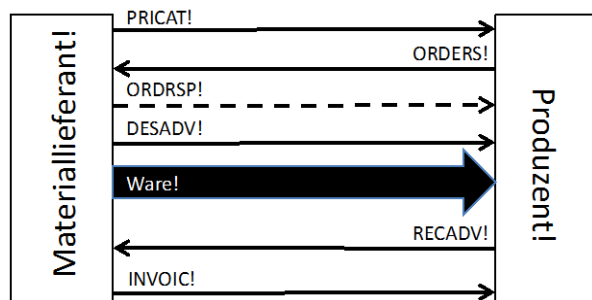 Materiallieferant!
PRICAT!
ORDERS!
ORDRSP!
DESADV!
Ware!
RECADV!
INVOIC!
Produzent!